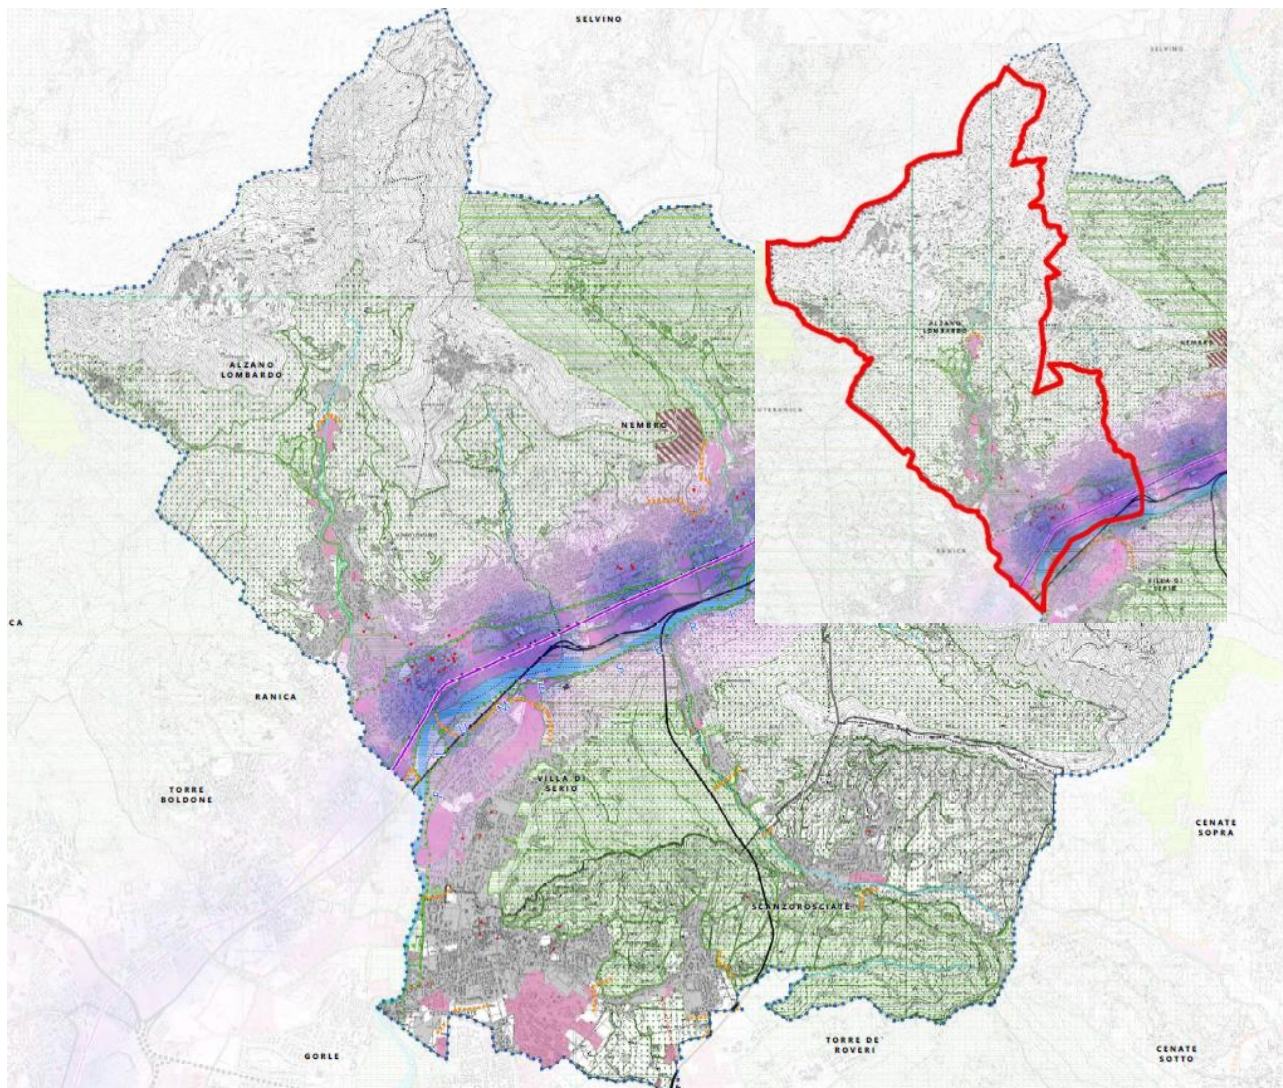 SELVINO
SELVINO
ALZANO
LOMBARDO
NEMBRO
ALZANO
LOMBARDO
NEMBRO
RANICA
VILLA DI
SERIO
CA
RANICA
TORRE
BOLDONE
VILLA DI
SERIO
CENATE
SOPRA
SCANZOROSCIATE
GORLE
TORRE DE'
ROVERI
CENATE
SOTTO